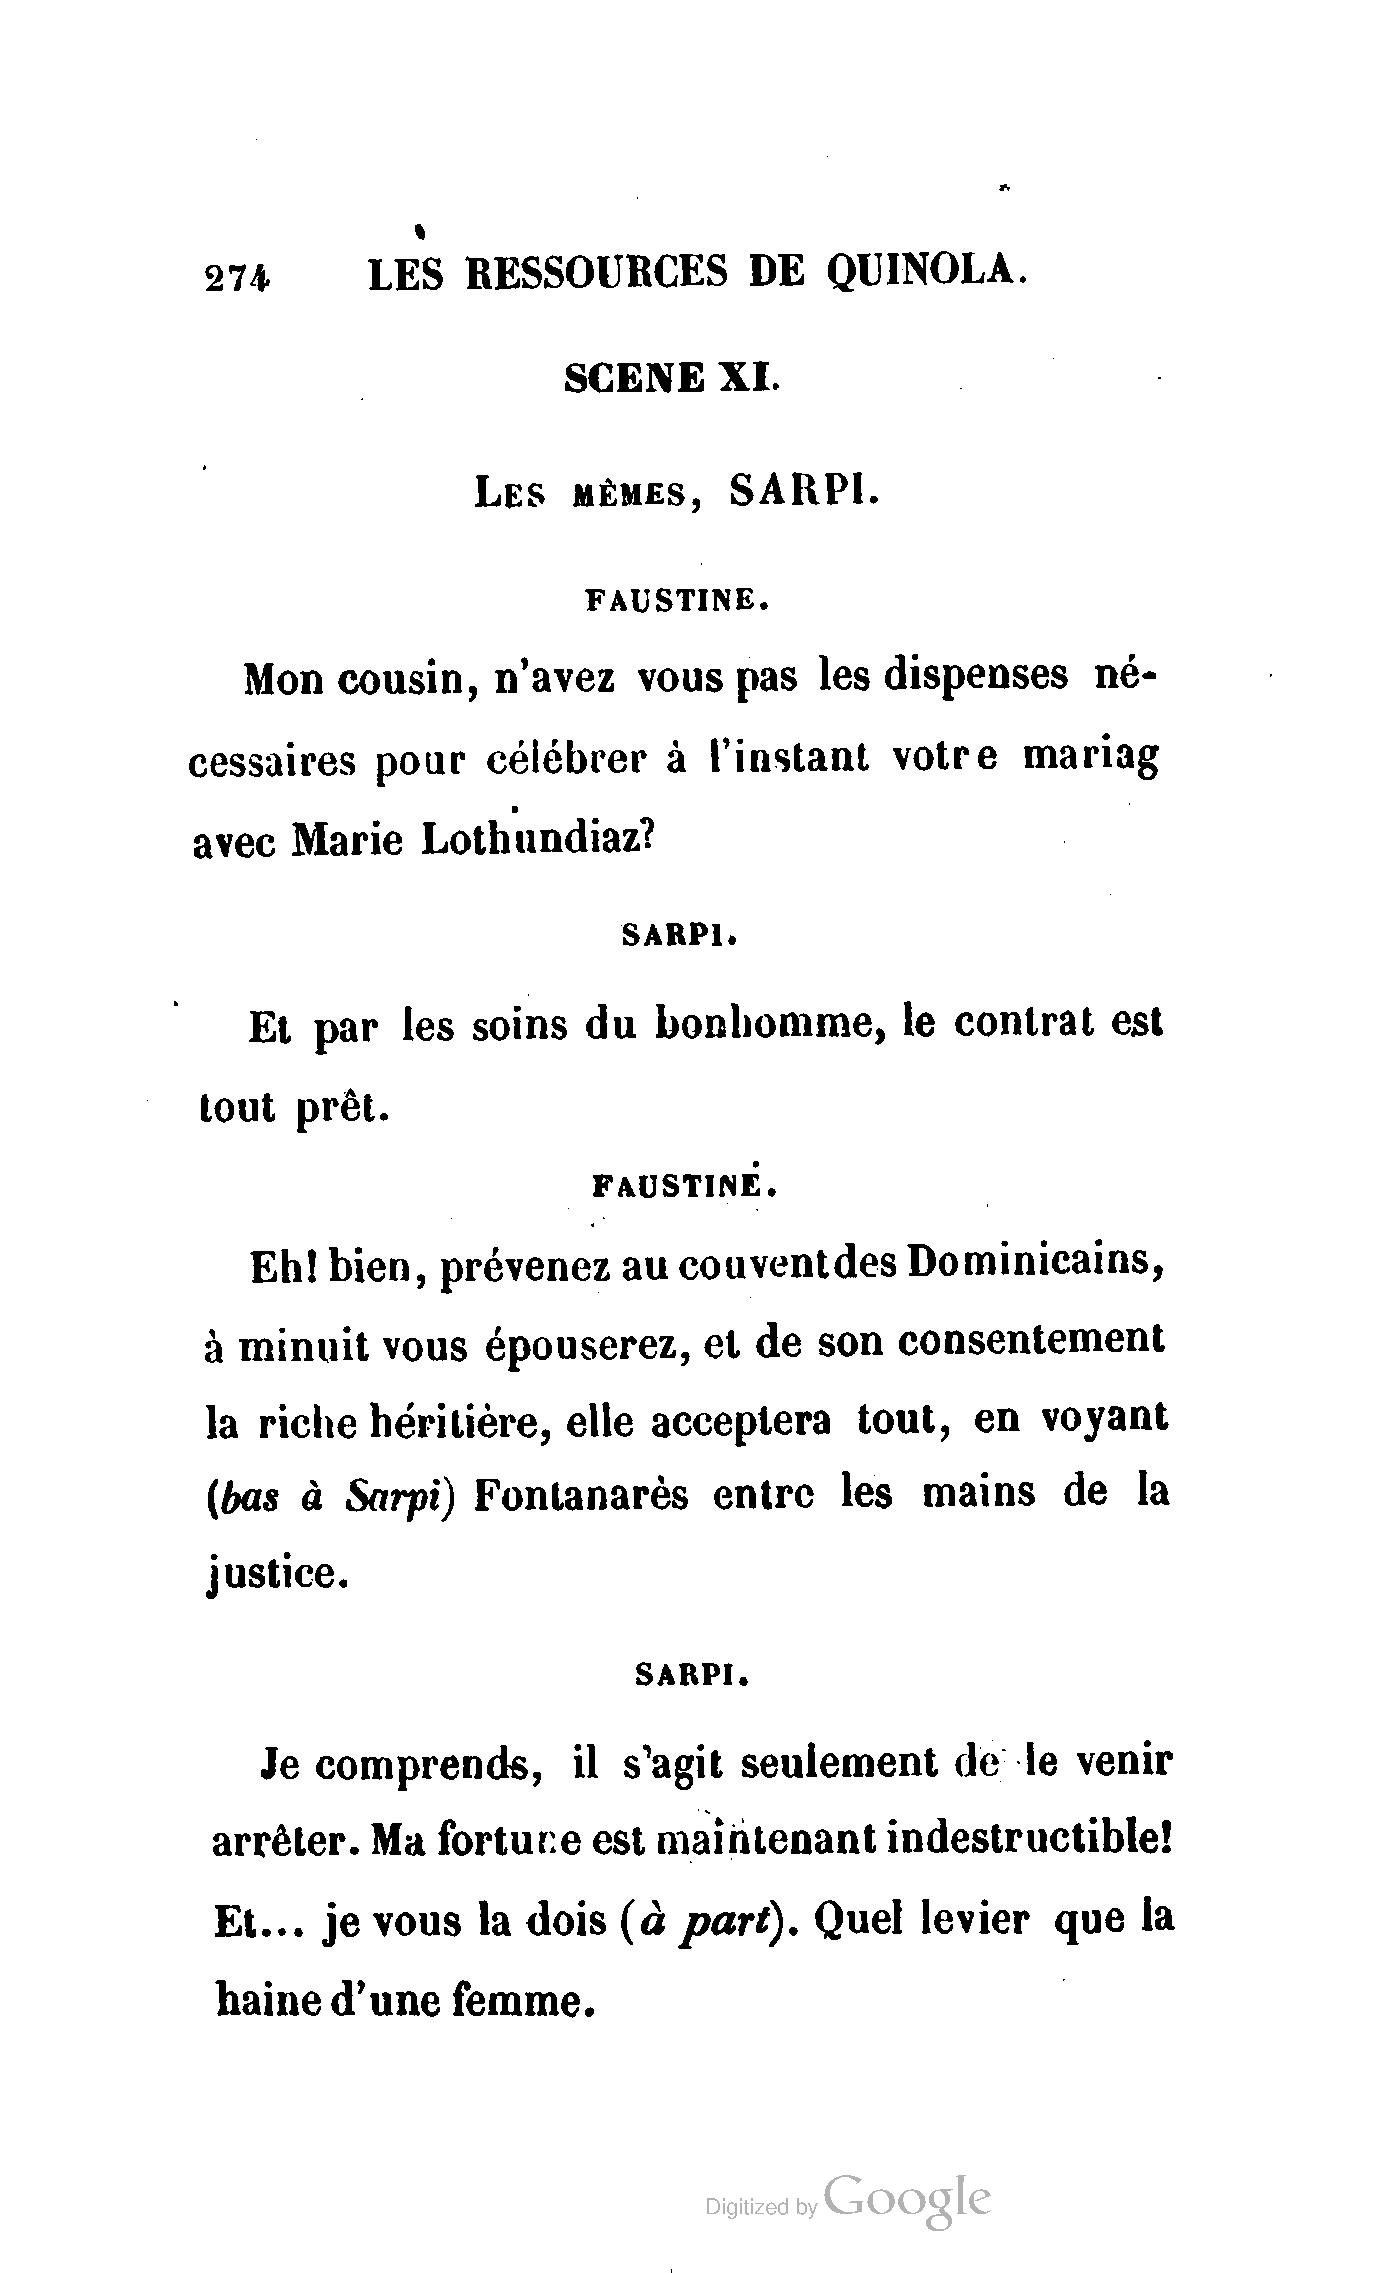 274 LES RESSOURCES DE QUINOLA.
SCENE XI.
LES MÊMES, SARPI.
FAUSTINE.
Mon cousin, n'avez vous pas les dispenses né-
cessaires pour célébrer à l'instant votre mariag
avec Marie Lothundiaz?
SARPI.
Et par les soins du bonhomme, le contrat est
tout prêt.
FAUSTINE.
Eh! bien, prévenez au couventdes Dominicains,
à minuit vous épouserez, et de son consentement
la riche héritière, elle acceptera tout, en voyant
(bas à Sarpi) Fontanarès entre les mains de la
justice.
SARPI.
Je comprends, il s'agit seulement de le venir
arrêter. Ma fortune est maintenant indestructible!
Et... je vous la dois (à part). Quel levier que la
haine d'une femme.
Digitized by Google